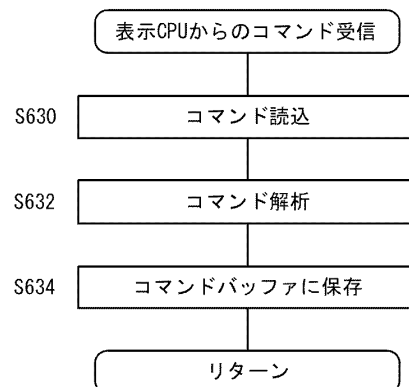 表示CPUからのコマンド受信
S630 コマンド読込
S632 コマンド解析
S634 コマンドバッファに保存
リターン